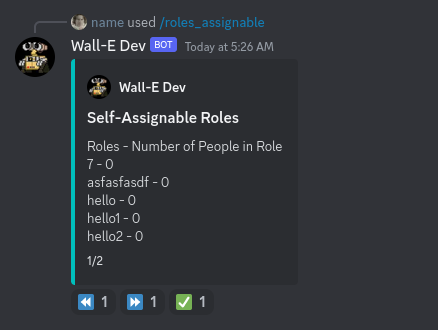 name used /roles_assignable
Wall-E Dev BOT Today at 5:26 AM
Wall-E Dev
Self-Assignable Roles
Roles - Number of People in Role
7 - 0
asfasfasdf - 0
hello - 0
hello1 - 0
hello2 - 0
1/2
1 1 1